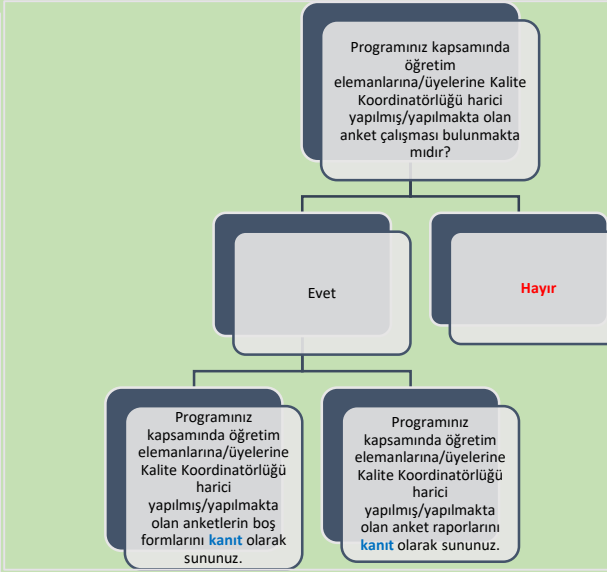 Programınız kapsamında
öğretim
elemanlarına/üyelerine Kalite
Koordinatörlüğü harici
yapılmış/yapılmakta olan
anket çalışması bulunmakta
mıdır?
Evet
Hayır
Programınız
kapsamında öğretim
elemanlarına/üyelerine
Kalite Koordinatörlüğü
harici
yapılmış/yapılmakta
olan anketlerin boş
formlarını kanıt olarak
sununuz.
Programınız
kapsamında öğretim
elemanlarına/üyelerine
Kalite Koordinatörlüğü
harici
yapılmış/yapılmakta
olan anket raporlarını
kanıt olarak sununuz.